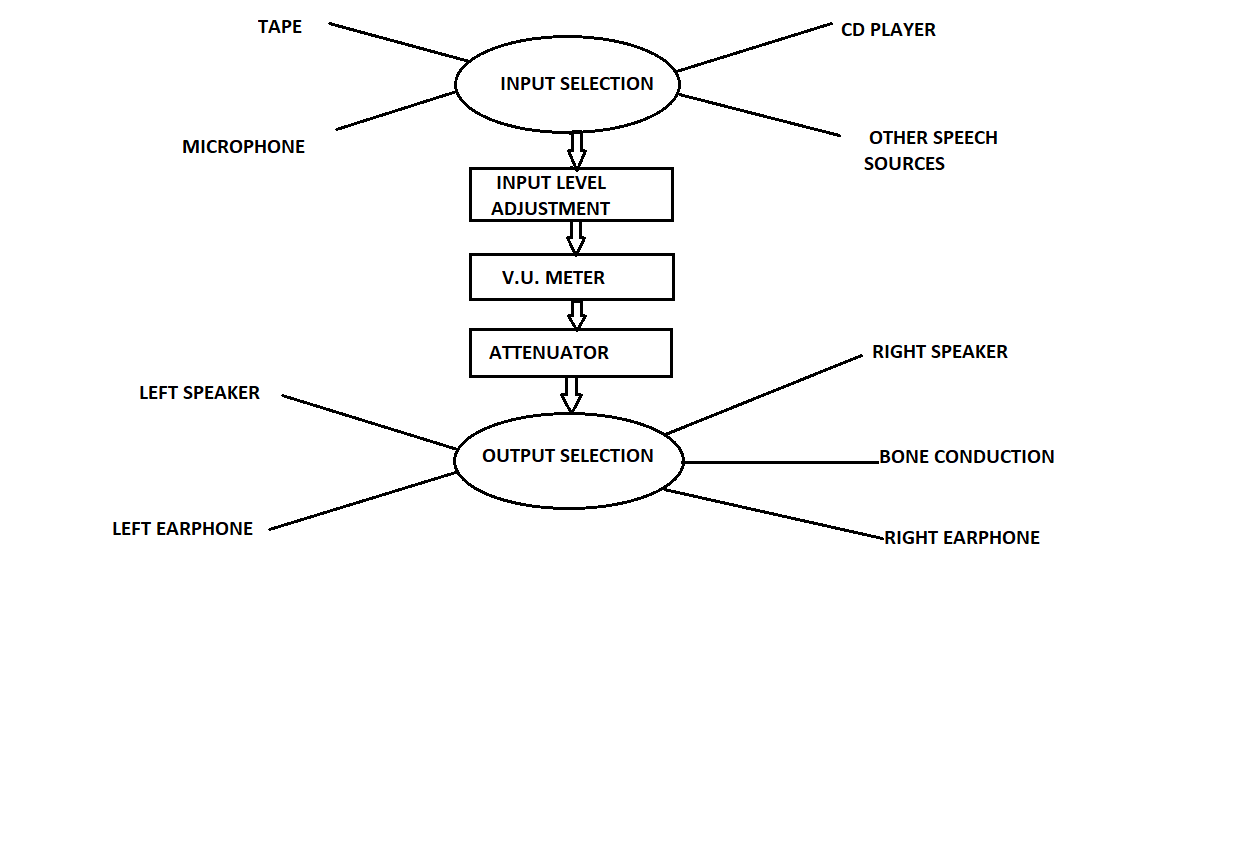 TAPE
CD PLAYER
INPUT SELECTION
MICROPHONE
OTHER SPEECH
SOURCES
INPUT LEVEL
ADJUSTMENT
V.U. METER
ATTENUATOR
RIGHT SPEAKER
LEFT SPEAKER
OUTPUT SELECTION
BONE CONDUCTION
LEFT EARPHONE
RIGHT EARPHONE